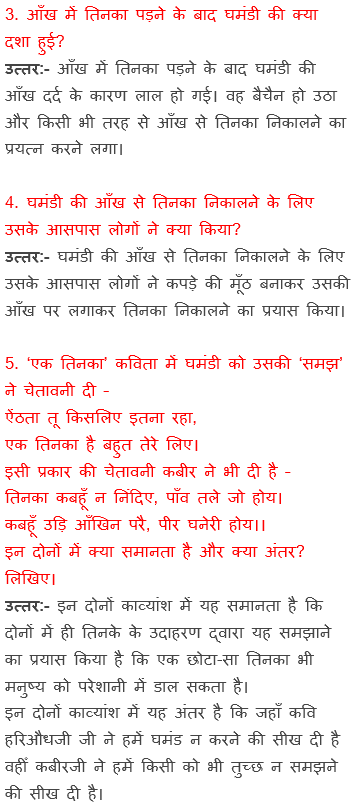 3. आँख में तिनका पड़ने के बाद घमंडी की क्या
दशा हुई?
उत्तर:- आँख में तिनका पड़ने के बाद घमंडी की
आँख दर्द के कारण लाल हो गई। वह बैचैन हो उठा
और किसी भी तरह से आँख से तिनका निकालने का
प्रयत्न करने लगा।
4. घमंडी की आँख से तिनका निकालने के लिए
उसके आसपास लोगों ने क्या किया?
उत्तर:- घमंडी की आँख से तिनका निकालने के लिए
उसके आसपास लोगों ने कपड़े की मूँठ बनाकर उसकी
आँख पर लगाकर तिनका निकालने का प्रयास किया।
5. ‘एक तिनका’ कविता में घमंडी को उसकी ‘समझ’
ने चेतावनी दी -
ऐंठता तू किसलिए इतना रहा,
एक तिनका है बहुत तेरे लिए।
इसी प्रकार की चेतावनी कबीर ने भी दी है -
तिनका कबहूँ न निंदिए, पाँव तले जो होय।
कबहूँ उड़ि आँखिन परै, पीर घनेरी होय।।
इन दोनों में क्या समानता है और क्या अंतर?
लिखिए।
उत्तर:- इन दोनों काव्यांश में यह समानता है कि
दोनों में ही तिनके के उदाहरण द्वारा यह समझाने
का प्रयास किया है कि एक छोटा-सा तिनका भी
मनुष्य को परेशानी में डाल सकता है।
इन दोनों काव्यांश में यह अंतर है कि जहाँ कवि
हरिऔधजी जी ने हमें घमंड न करने की सीख दी है
वहीँ कबीरजी ने हमें किसी को भी तुच्छ न समझने
की सीख दी है।